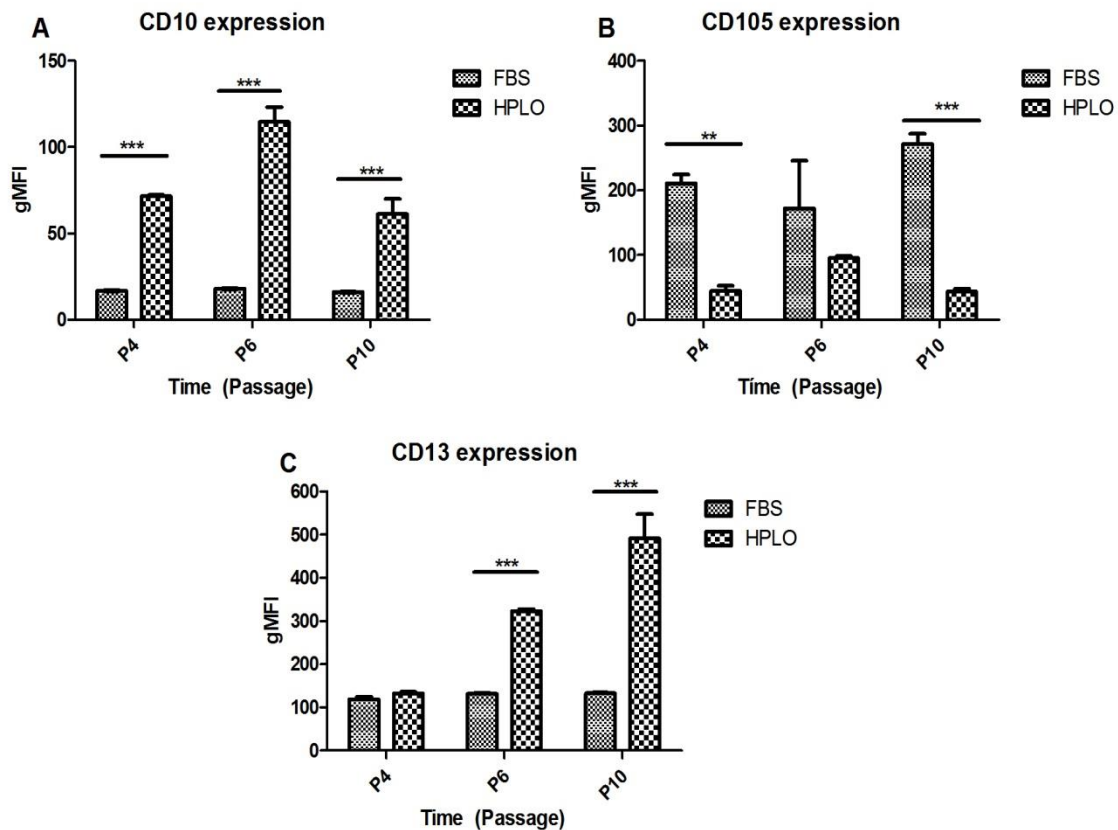 A
CD10 expression
150
100
50
0
gMFI
***
***
***
P4
P6
P10
Time (Passage)
FBS
HPLO
B
CD105 expression
400
300
200
100
0
gMFI
**
***
P4
P6
P10
Tíme (Passage)
FBS
HPLO
C
CD13 expression
600
500
400
300
200
100
0
gMFI
***
***
P4
P6
P10
Time (Passage)
FBS
HPLO